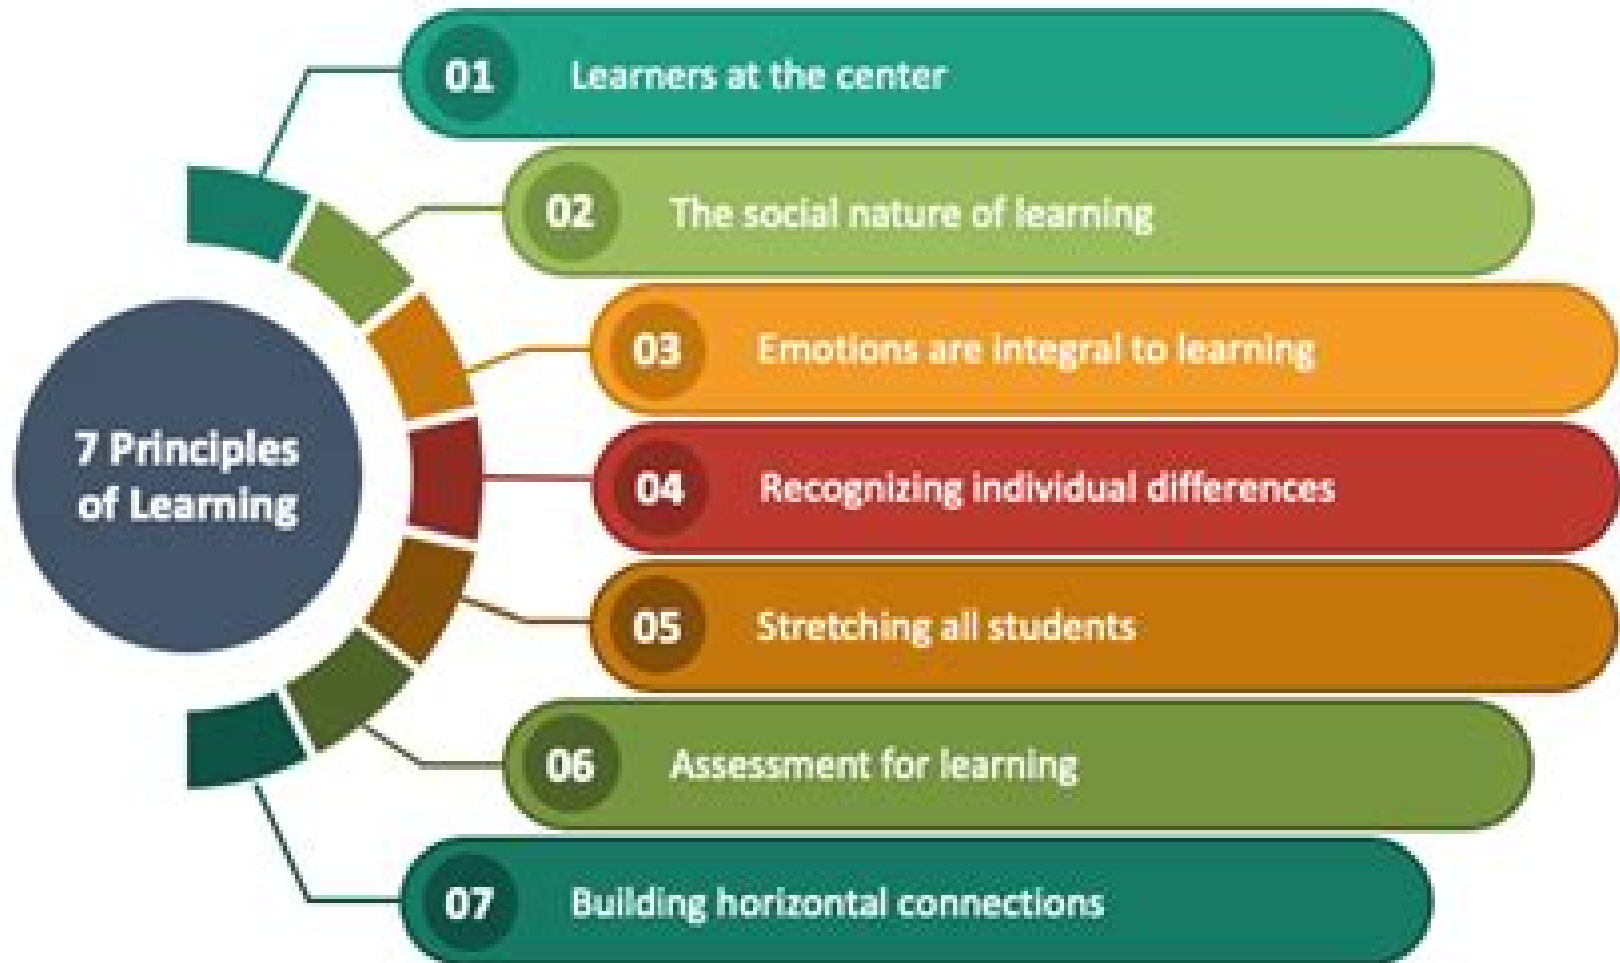 7 Principles
of Learning
01 Learners at the center
02 The social nature of learning
03 Emotions are integral to learning
04 Recognizing individual differences
05 Stretching all students
06 Assessment for learning
07 Building horizontal connections